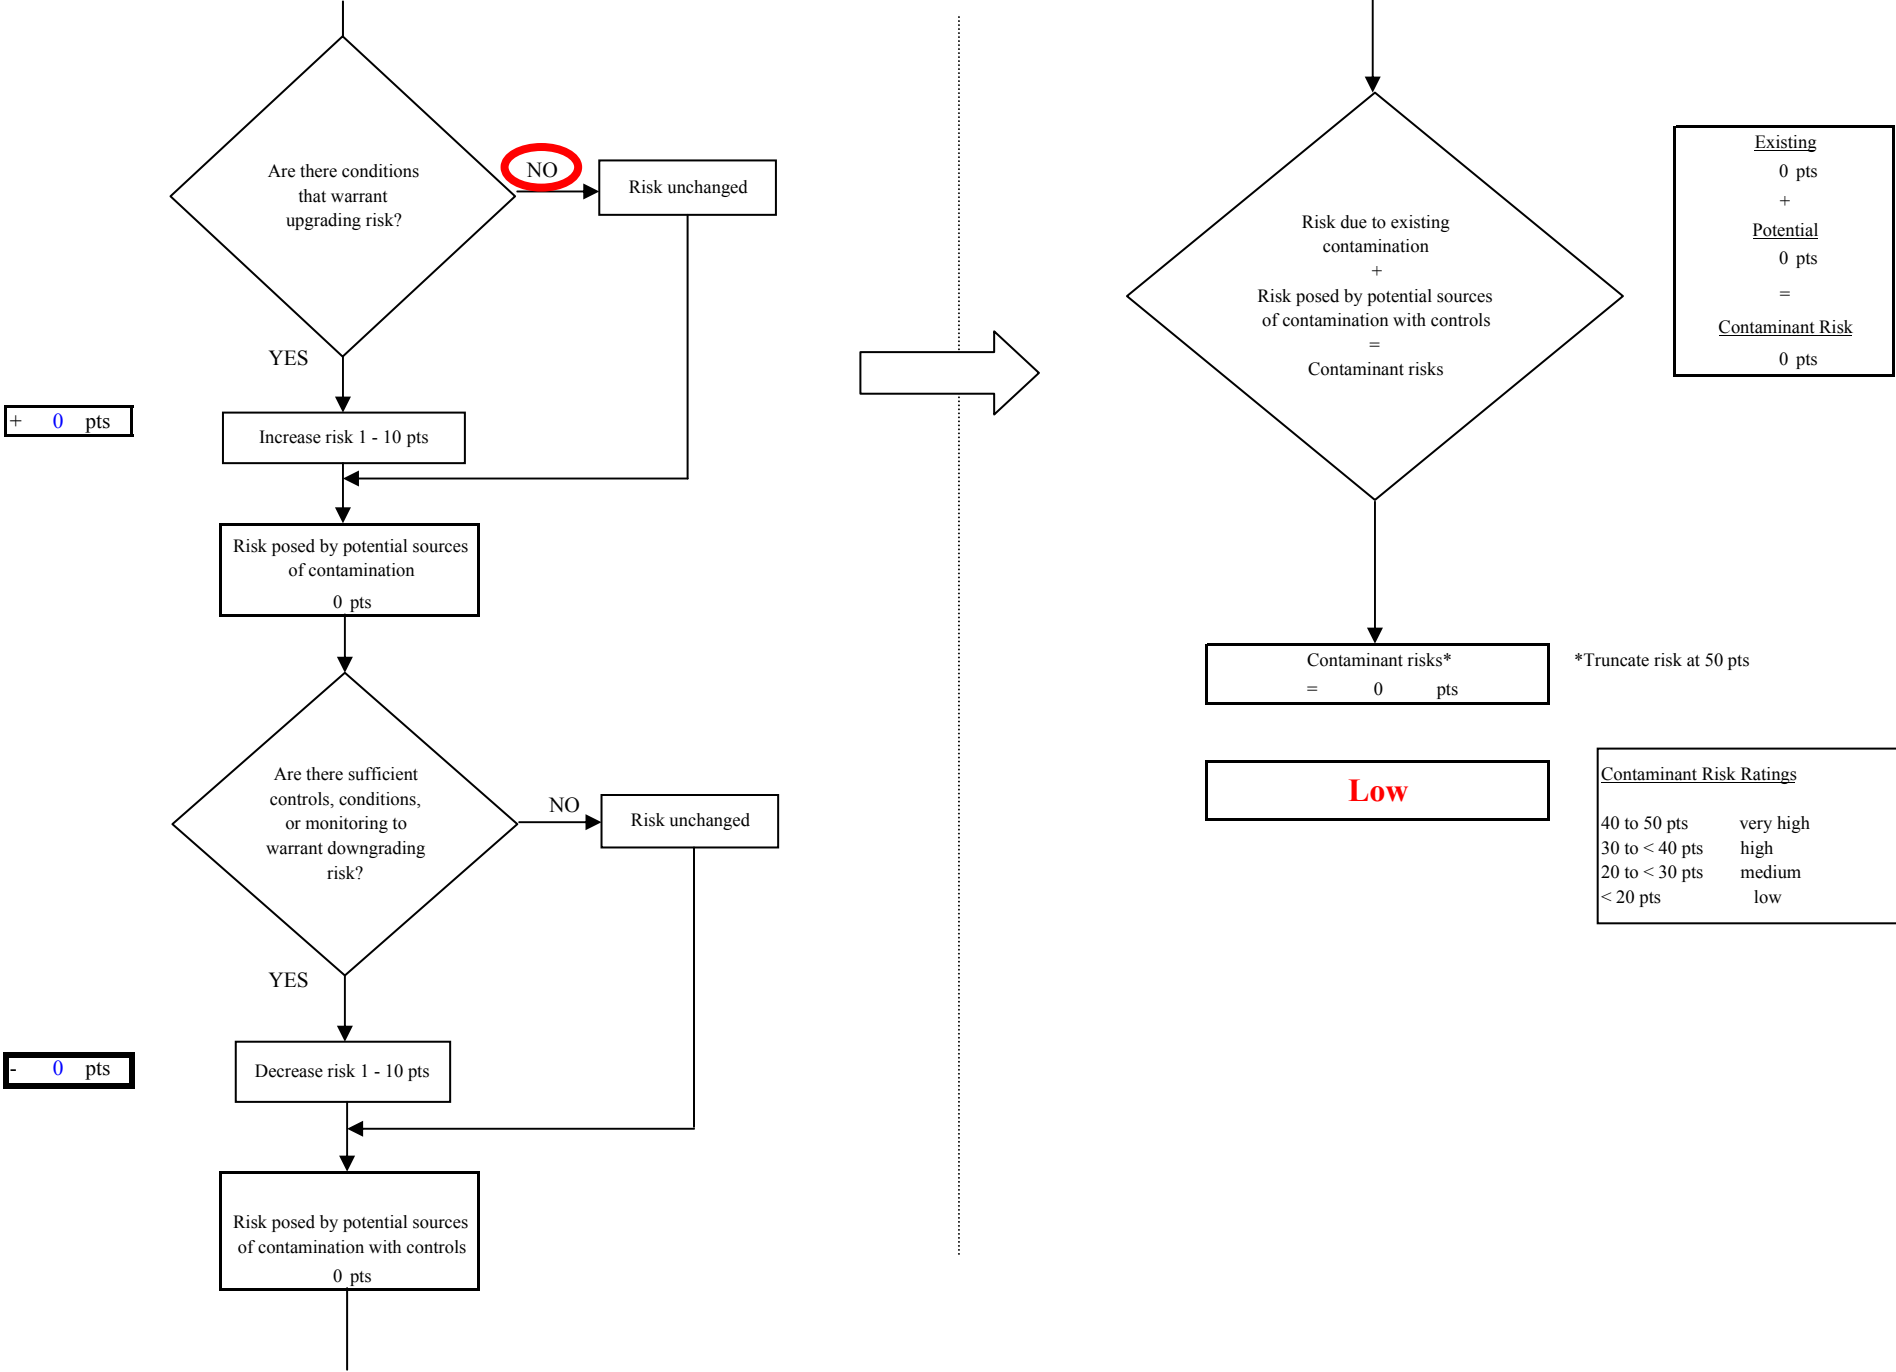 Are there conditions
that warrant
upgrading risk?
NO
Risk unchanged
YES
+ 0 pts
Increase risk 1 - 10 pts
Risk posed by potential sources
of contamination
0 pts
Are there sufficient
controls, conditions,
or monitoring to
warrant downgrading
risk?
NO
Risk unchanged
YES
- 0 pts
Decrease risk 1 - 10 pts
Risk posed by potential sources
of contamination with controls
0 pts
Risk due to existing
contamination
+
Risk posed by potential sources
of contamination with controls
=
Contaminant risks
Existing
0 pts
+
Potential
0 pts
=
Contaminant Risk
0 pts
Contaminant risks*
= 0 pts
*Truncate risk at 50 pts
Low
Contaminant Risk Ratings
40 to 50 pts very high
30 to < 40 pts high
20 to < 30 pts medium
< 20 pts low